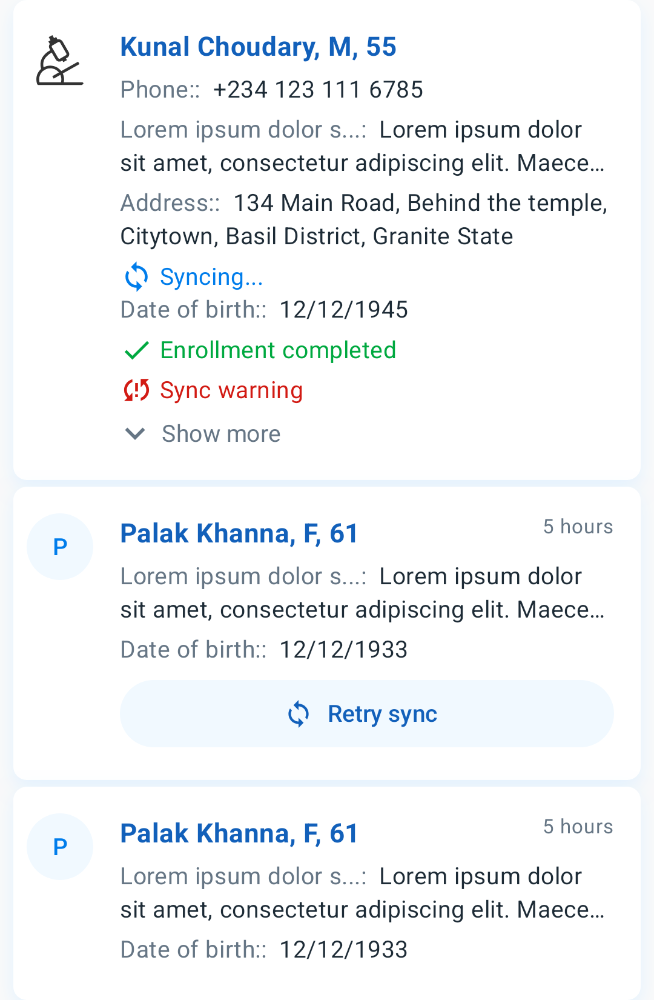 Kunal Choudary, M, 55
Phone:: +234 123 111 6785
Lorem ipsum dolor s...: Lorem ipsum dolor
sit amet, consectetur adipiscing elit. Maece...
Address:: 134 Main Road, Behind the temple,
Citytown, Basil District, Granite State
Syncing...
Date of birth:: 12/12/1945
Enrollment completed
Sync warning
Show more
P
Palak Khanna, F, 61
5 hours
Lorem ipsum dolor s...: Lorem ipsum dolor
sit amet, consectetur adipiscing elit. Maece...
Date of birth:: 12/12/1933
Retry sync
P
Palak Khanna, F, 61
5 hours
Lorem ipsum dolor s...: Lorem ipsum dolor
sit amet, consectetur adipiscing elit. Maece...
Date of birth:: 12/12/1933